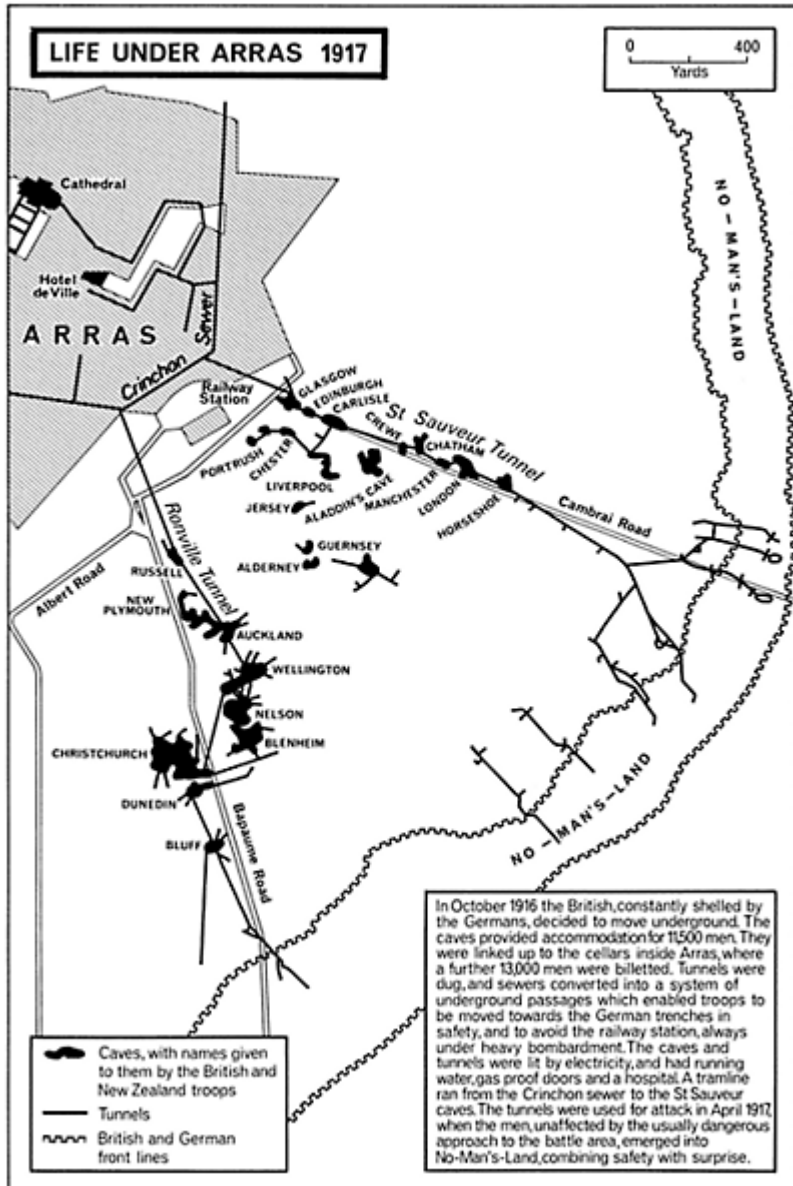 LIFE UNDER ARRAS 1917
0 400
Yards
Cathedral
Hotel
de Ville
ARRAS
Crinchon Sewer
Railway
Station
GLASGOW
EDINBURGH
CARLISLE
St Sauveur Tunnel
CREWE
CHATHAM
PORTRUSH
CHESTER
LIVERPOOL
ALADDIN'S CAVE
MANCHESTER
LONDON
HORSESHOE
Cambrai Road
JERSEY
GUERNSEY
ALDERNEY
NO-MAN'S-LAND
Ronville Tunnel
RUSSELL
Albert Road
NEW
PLYMOUTH
AUCKLAND
WELLINGTON
NELSON
BLENHEIM
CHRISTCHURCH
DUNEDIN
BLUFF
Bapaume Road
NO-MAN'S-LAND
Caves, with names given
to them by the British and
New Zealand troops
Tunnels
British and German
front lines
In October 1916 the British, constantly shelled by
the Germans, decided to move underground. The
caves provided accommodation for 11,500 men. They
were linked up to the cellars inside Arras, where
a further 13,000 men were billetted. Tunnels were
dug, and sewers converted into a system of
underground passages which enabled troops to
be moved towards the German trenches in
safety, and to avoid the railway station, always
under heavy bombardment. The caves and
tunnels were lit by electricity, and had running
water, gas proof doors and a hospital. A tramline
ran from the Crinchon sewer to the St Sauveur
caves. The tunnels were used for attack in April 1917,
when the men, unaffected by the usually dangerous
approach to the battle area, emerged into
No-Man's-Land, combining safety with surprise.